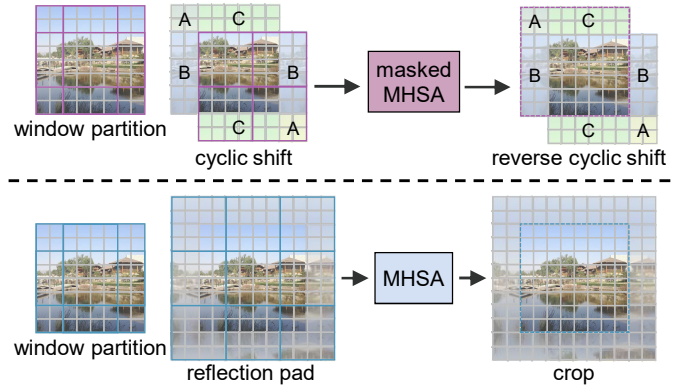 A C
B B
C A
window partition
cyclic shift
masked
MHSA
A C
B B
C A
reverse cyclic shift
window partition
reflection pad
MHSA
crop